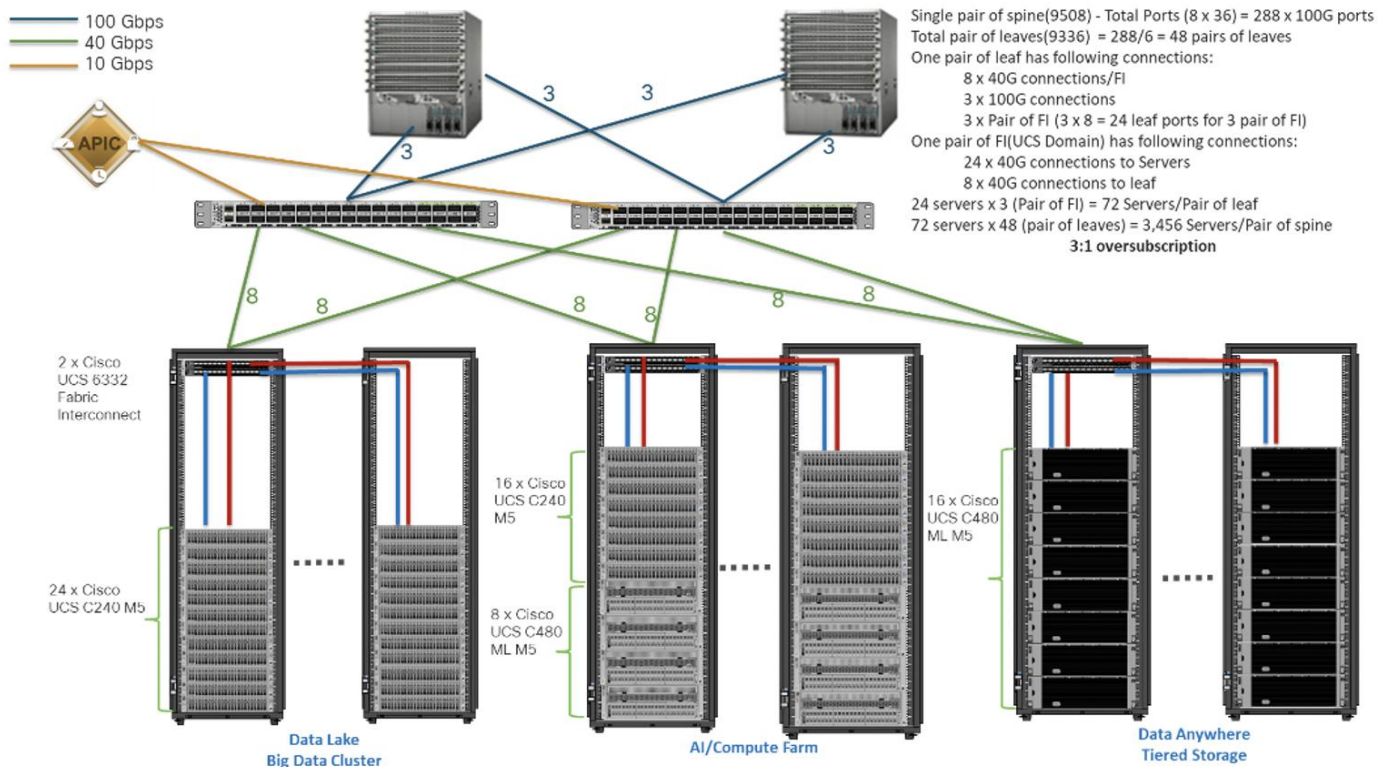 100 Gbps
40 Gbps
10 Gbps
APIC
Single pair of spine(9508) - Total Ports (8 x 36) = 288 x 100G ports
Total pair of leaves(9336) = 288/6 = 48 pairs of leaves
One pair of leaf has following connections:
8 x 40G connections/FI
3 x 100G connections
3 x Pair of FI (3 x 8 = 24 leaf ports for 3 pair of FI)
One pair of FI(UCS Domain) has following connections:
24 x 40G connections to Servers
8 x 40G connections to leaf
24 servers x 3 (Pair of FI) = 72 Servers/Pair of leaf
72 servers x 48 (pair of leaves) = 3,456 Servers/Pair of spine
3:1 oversubscription
3
3
3
3
8
8
8
8
8
8
2 x Cisco
UCS 6332
Fabric
Interconnect
24 x Cisco
UCS C240 M5
16 x Cisco
UCS C240
M5
8 x Cisco
UCS C480
ML M5
16 x Cisco
UCS C480
ML M5
Data Lake
Big Data Cluster
AI/Compute Farm
Data Anywhere
Tiered Storage